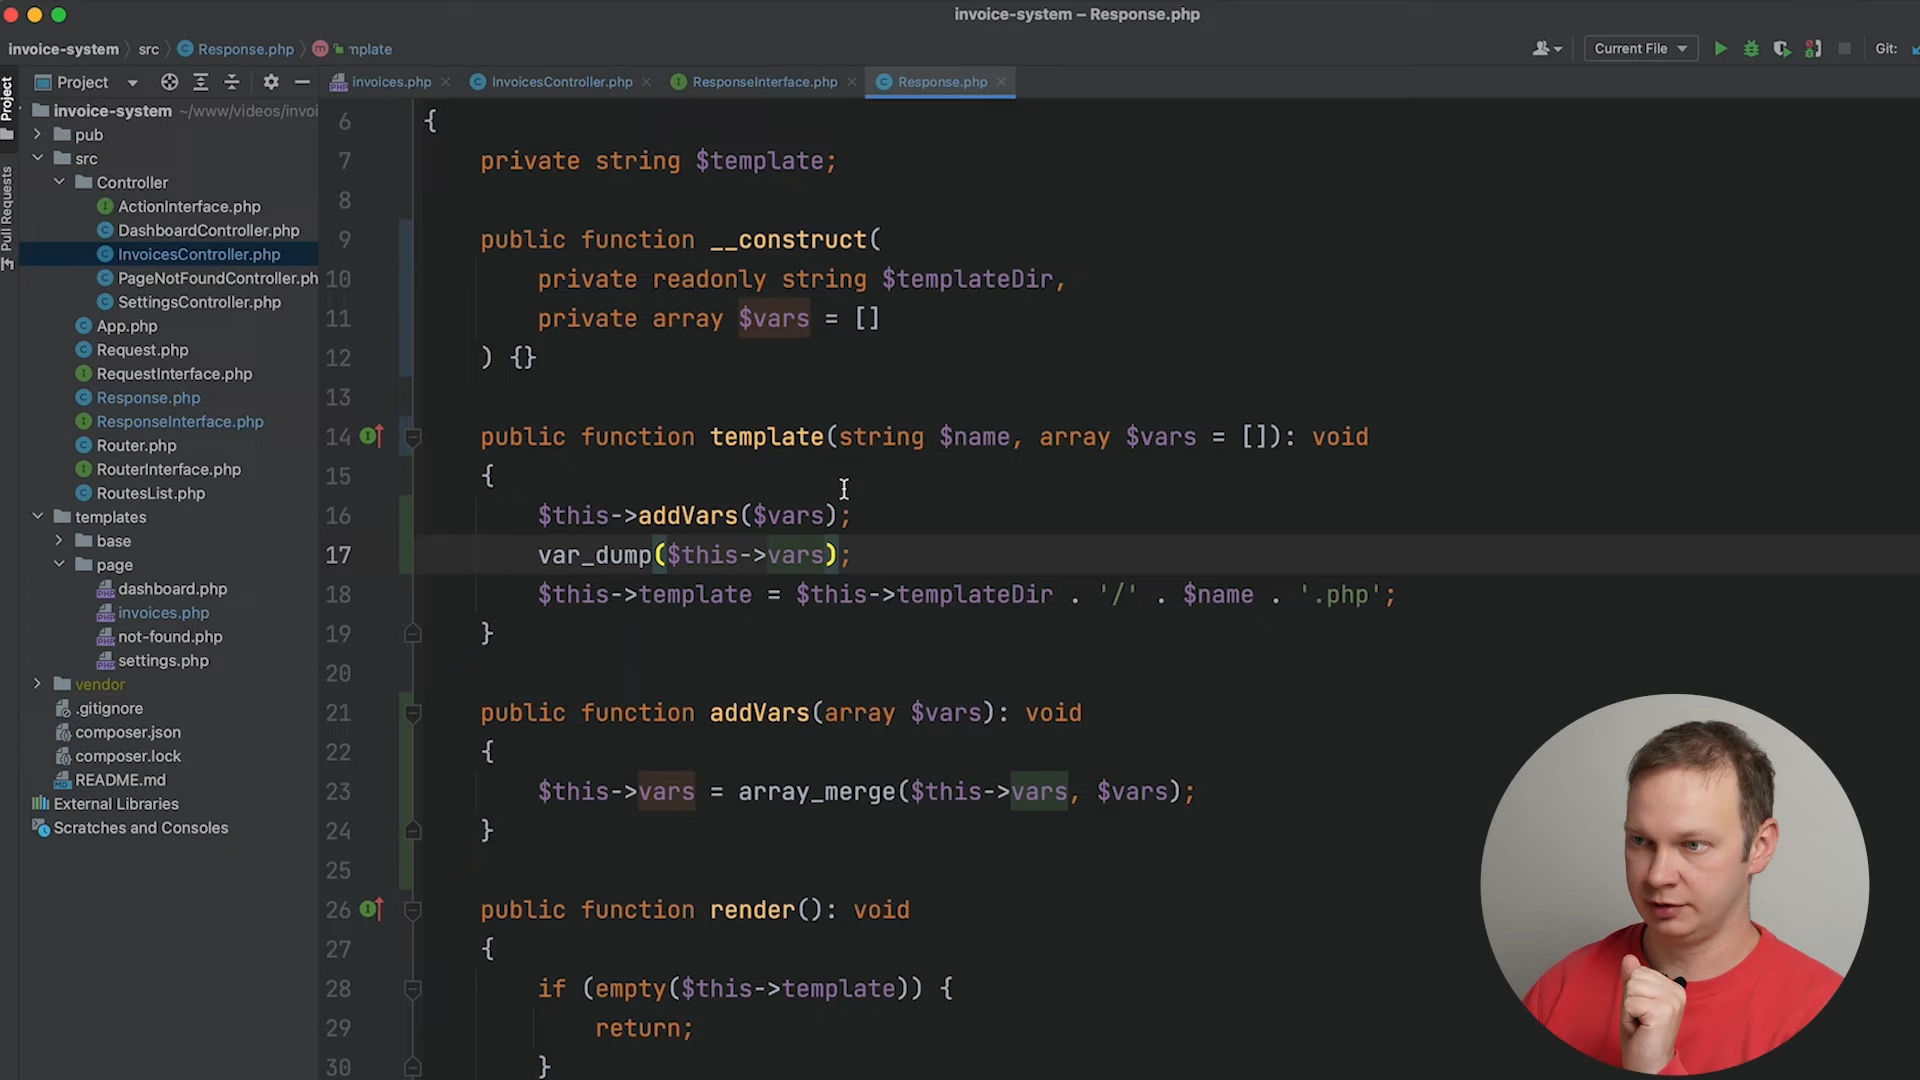 invoice-system – Response.php
invoice-system src Response.php mplate
Current File Git:
Project
invoices.php InvoicesController.php ResponseInterface.php Response.php
Project
Pull Requests
invoice-system ~/www/videos/invoi
pub
src
Controller
ActionInterface.php
DashboardController.php
InvoicesController.php
PageNotFoundController.ph
SettingsController.php
App.php
Request.php
RequestInterface.php
Response.php
ResponseInterface.php
Router.php
RouterInterface.php
RoutesList.php
templates
base
page
dashboard.php
invoices.php
not-found.php
settings.php
vendor
.gitignore
composer.json
composer.lock
README.md
External Libraries
Scratches and Consoles
6 {
7 private string $template;
8
9 public function __construct(
10 private readonly string $templateDir,
11 private array $vars = []
12 ) {}
13
14 public function template(string $name, array $vars = []): void
15 {
16 $this->addVars($vars);
17 var_dump($this->vars);
18 $this->template = $this->templateDir . '/' . $name . '.php';
19 }
20
21 public function addVars(array $vars): void
22 {
23 $this->vars = array_merge($this->vars, $vars);
24 }
25
26 public function render(): void
27 {
28 if (empty($this->template)) {
29 return;
30 }